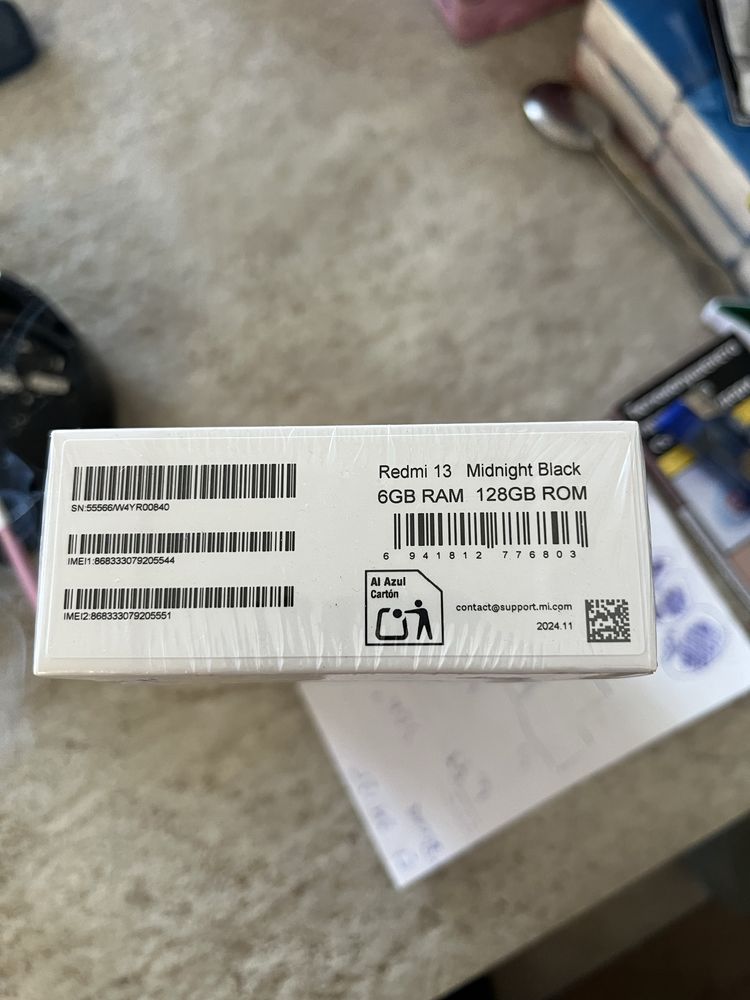 SN:55566/W4YR00840
IMEI1:868333079205544
IMEI2:868333079205551
Redmi 13 Midnight Black
6GB RAM 128GB ROM
6 941812 776803
Al Azul
Cartón
contact@support.mi.com
2024.11